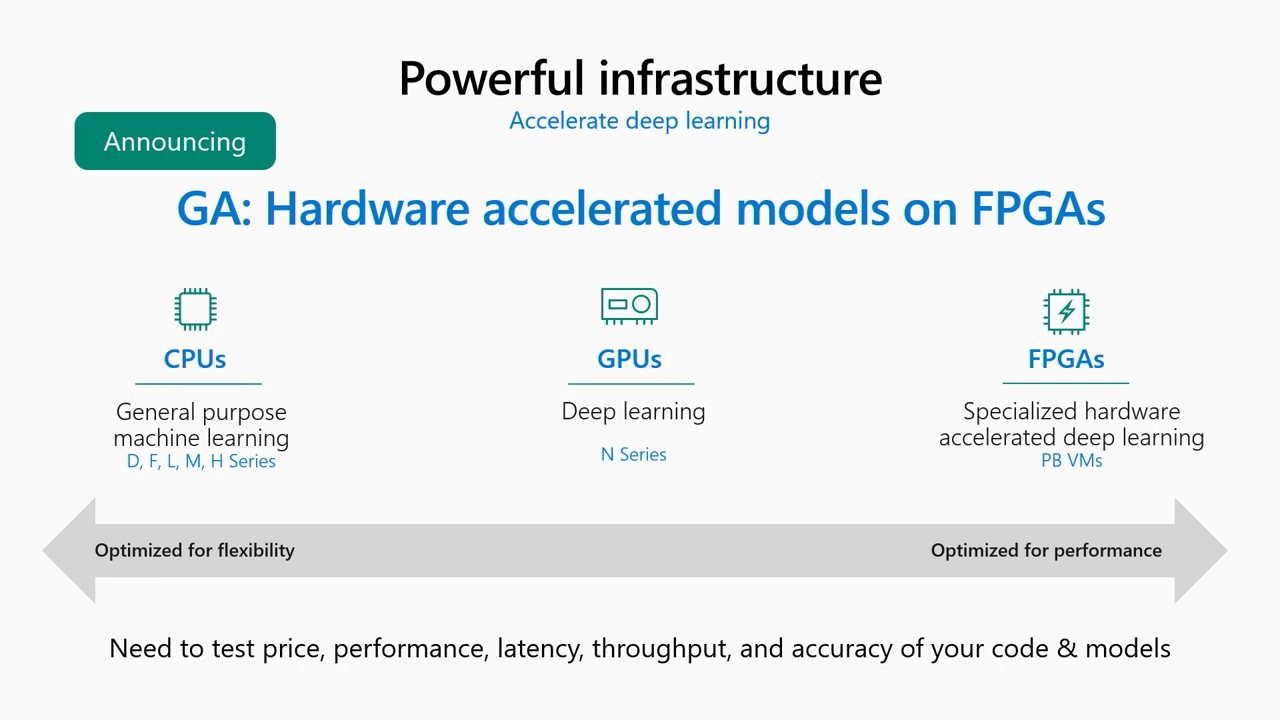 Powerful infrastructure
Accelerate deep learning
Announcing
GA: Hardware accelerated models on FPGAs
CPUs
General purpose
machine learning
D, F, L, M, H Series
GPUs
Deep learning
N Series
FPGAs
Specialized hardware
accelerated deep learning
PB VMs
Optimized for flexibility
Optimized for performance
Need to test price, performance, latency, throughput, and accuracy of your code & models